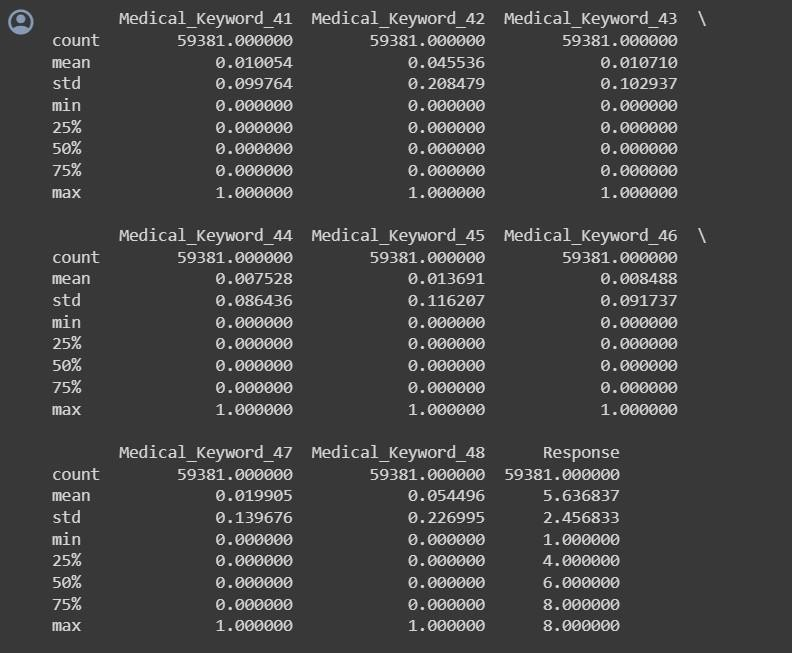 Medical_Keyword_41 Medical_Keyword_42 Medical_Keyword_43 \
count 59381.000000 59381.000000 59381.000000
mean 0.010054 0.045536 0.010710
std 0.099764 0.208479 0.102937
min 0.000000 0.000000 0.000000
25% 0.000000 0.000000 0.000000
50% 0.000000 0.000000 0.000000
75% 0.000000 0.000000 0.000000
max 1.000000 1.000000 1.000000
Medical_Keyword_44 Medical_Keyword_45 Medical_Keyword_46 \
count 59381.000000 59381.000000 59381.000000
mean 0.007528 0.013691 0.008488
std 0.086436 0.116207 0.091737
min 0.000000 0.000000 0.000000
25% 0.000000 0.000000 0.000000
50% 0.000000 0.000000 0.000000
75% 0.000000 0.000000 0.000000
max 1.000000 1.000000 1.000000
Medical_Keyword_47 Medical_Keyword_48 Response
count 59381.000000 59381.000000 59381.000000
mean 0.019905 0.054496 5.636837
std 0.139676 0.226995 2.456833
min 0.000000 0.000000 1.000000
25% 0.000000 0.000000 4.000000
50% 0.000000 0.000000 6.000000
75% 0.000000 0.000000 8.000000
max 1.000000 1.000000 8.000000